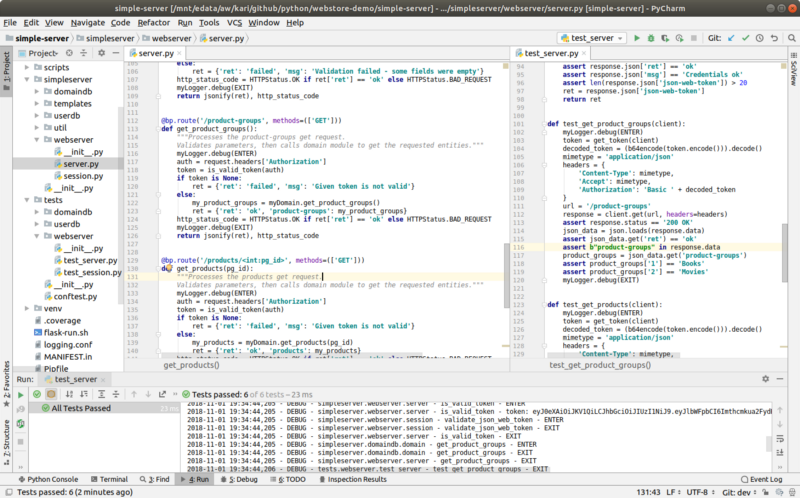 simple-server [/mnt/edata/aw/kari/github/python/webstore-demo/simple-server] - .../simpleserver/webserver/server.py [simple-server] - PyCharm
File Edit View Navigate Code Refactor Run Tools VCS Window Help
simple-server simpleserver webserver server.py test_server Git:
Project
scripts
simpleserver
domaindb
templates
userdb
util
webserver
__init__.py
server.py
session.py
__init__.py
tests
domaindb
userdb
webserver
__init__.py
test_server.py
test_session.py
__init__.py
conftest.py
venv
.coverage
flask-run.sh
logging.conf
MANIFEST.in
Pipfile
1: Project
2: Favorites
7: Structure
SciView
server.py
105 else:
106 ret = {'ret': 'failed', 'msg': 'Validation failed - some fields were empty'}
107 http_status_code = HTTPStatus.OK if ret['ret'] == 'ok' else HTTPStatus.BAD_REQUEST
108 myLogger.debug(EXIT)
109 return jsonify(ret), http_status_code
110
111
112 @bp.route('/product-groups', methods=(['GET']))
113 def get_product_groups():
114 """Processes the product-groups get request.
115 Validates parameters, then calls domain module to get the requested entities."""
116 myLogger.debug(ENTER)
117 auth = request.headers['Authorization']
118 token = is_valid_token(auth)
119 if token is None:
120 ret = {'ret': 'failed', 'msg': 'Given token is not valid'}
121 else:
122 my_product_groups = myDomain.get_product_groups()
123 ret = {'ret': 'ok', 'product-groups': my_product_groups}
124 http_status_code = HTTPStatus.OK if ret['ret'] == 'ok' else HTTPStatus.BAD_REQUEST
125 myLogger.debug(EXIT)
126 return jsonify(ret), http_status_code
127
128
129 @bp.route('/products/<int:pg_id>', methods=(['GET']))
130 def get_products(pg_id):
131 """Processes the products get request.
132 Validates parameters, then calls domain module to get the requested entities."""
133 myLogger.debug(ENTER)
134 auth = request.headers['Authorization']
135 token = is_valid_token(auth)
136 if token is None:
137 ret = {'ret': 'failed', 'msg': 'Given token is not valid'}
138 else:
139 my_products = myDomain.get_products(pg_id)
140 ret = {'ret': 'ok', 'products': my_products}
get_products()
test_server.py
94 assert response.json['ret'] == 'ok'
95 assert response.json['msg'] == 'Credentials ok'
96 assert len(response.json['json-web-token']) > 20
97 ret = response.json['json-web-token']
98 return ret
99
100
101 def test_get_product_groups(client):
102 myLogger.debug(ENTER)
103 token = get_token(client)
104 decoded_token = (b64encode(token.encode())).decode()
105 mimetype = 'application/json'
106 headers = {
107 'Content-Type': mimetype,
108 'Accept': mimetype,
109 'Authorization': 'Basic ' + decoded_token
110 }
111 url = '/product-groups'
112 response = client.get(url, headers=headers)
113 assert response.status == '200 OK'
114 json_data = json.loads(response.data)
115 assert json_data.get('ret') == 'ok'
116 assert b"product-groups" in response.data
117 product_groups = json_data.get('product-groups')
118 assert product_groups['1'] == 'Books'
119 assert product_groups['2'] == 'Movies'
120 myLogger.debug(EXIT)
121
122
123 def test_get_products(client):
124 myLogger.debug(ENTER)
125 token = get_token(client)
126 decoded_token = (b64encode(token.encode())).decode()
127 mimetype = 'application/json'
128 headers = {
129 'Content-Type': mimetype,
test_get_product_groups()
Run: test_server
Tests passed: 6 of 6 tests – 23 ms
All Tests Passed 23 ms
2018-11-01 19:34:44,205 - DEBUG - simpleserver.webserver.server - is_valid_token - ENTER
2018-11-01 19:34:44,205 - DEBUG - simpleserver.webserver.session - validate_json_web_token - ENTER
2018-11-01 19:34:44,205 - DEBUG - simpleserver.webserver.session - validate_json_web_token - EXIT
2018-11-01 19:34:44,205 - DEBUG - simpleserver.webserver.server - is_valid_token - EXIT
2018-11-01 19:34:44,205 - DEBUG - simpleserver.domaindb.domain - get_product_groups - ENTER
2018-11-01 19:34:44,205 - DEBUG - simpleserver.domaindb.domain - get_product_groups - EXIT
2018-11-01 19:34:44,206 - DEBUG - simpleserver.webserver.server - get_product_groups - EXIT
2018-11-01 19:34:44,206 - DEBUG - tests.webserver.test_server - test_get_product_groups - EXIT
Python Console Terminal 3: Find 4: Run 5: Debug 6: TODO Inspection Results Event Log
Tests passed: 6 (2 minutes ago) 131:43 LF UTF-8 Git: dev